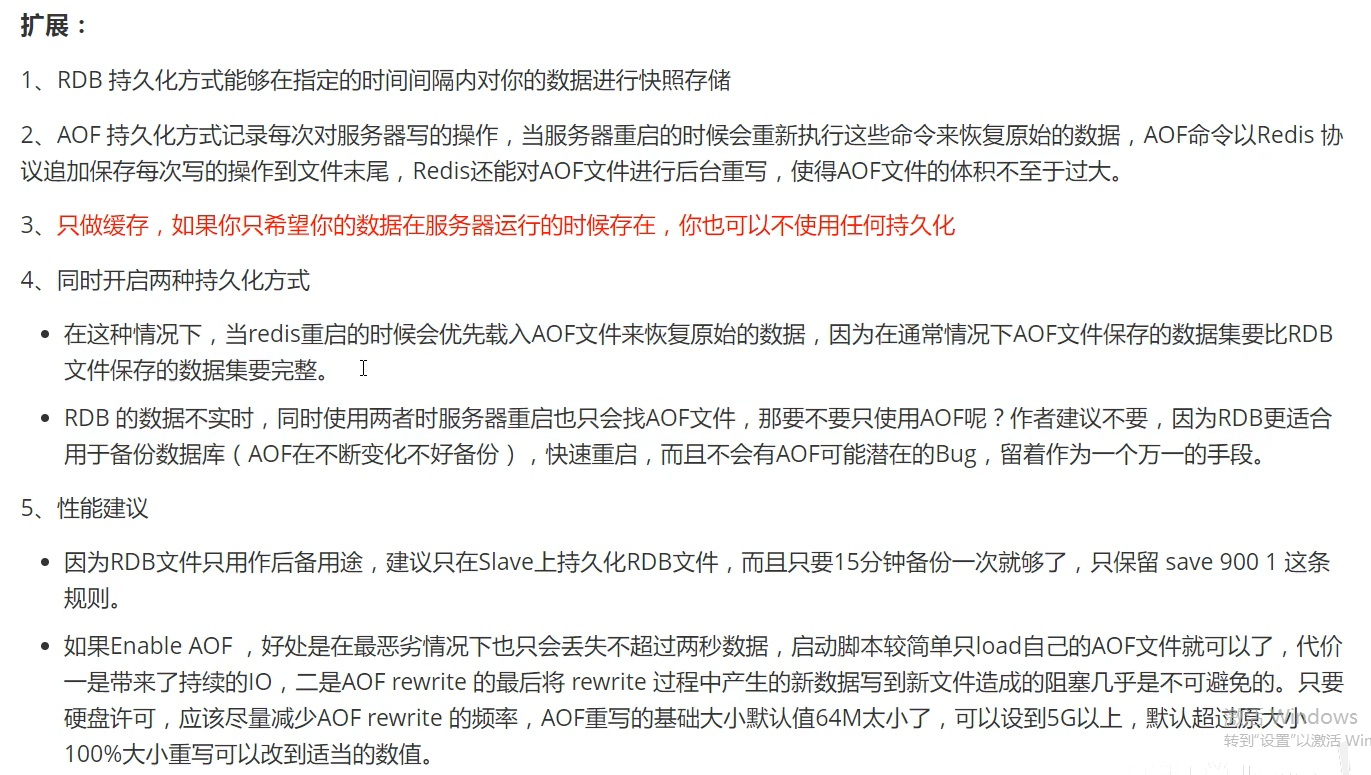 扩展：
1、RDB 持久化方式能够在指定的时间间隔内对你的数据进行快照存储
2、AOF 持久化方式记录每次对服务器写的操作，当服务器重启的时候会重新执行这些命令来恢复原始的数据，AOF命令以Redis 协
议追加保存每次写的操作到文件末尾，Redis还能对AOF文件进行后台重写，使得AOF文件的体积不至于过大。
3、只做缓存，如果你只希望你的数据在服务器运行的时候存在，你也可以不使用任何持久化
4、同时开启两种持久化方式
• 在这种情况下，当redis重启的时候会优先载入AOF文件来恢复原始的数据，因为在通常情况下AOF文件保存的数据集要比RDB
文件保存的数据集要完整。
• RDB 的数据不实时，同时使用两者时服务器重启也只会找AOF文件，那要不要只使用AOF呢？作者建议不要，因为RDB更适合
用于备份数据库（AOF在不断变化不好备份），快速重启，而且不会有AOF可能潜在的Bug，留着作为一个万一的手段。
5、性能建议
• 因为RDB文件只用作后备用途，建议只在Slave上持久化RDB文件，而且只要15分钟备份一次就够了，只保留 save 900 1 这条
规则。
• 如果Enable AOF ，好处是在最恶劣情况下也只会丢失不超过两秒数据，启动脚本较简单只load自己的AOF文件就可以了，代价
一是带来了持续的IO，二是AOF rewrite 的最后将 rewrite 过程中产生的新数据写到新文件造成的阻塞几乎是不可避免的。只要
硬盘许可，应该尽量减少AOF rewrite 的频率，AOF重写的基础大小默认值64M太小了，可以设到5G以上，默认超过原大小
100%大小重写可以改到适当的数值。
激活 Windows
转到"设置"以激活 Win